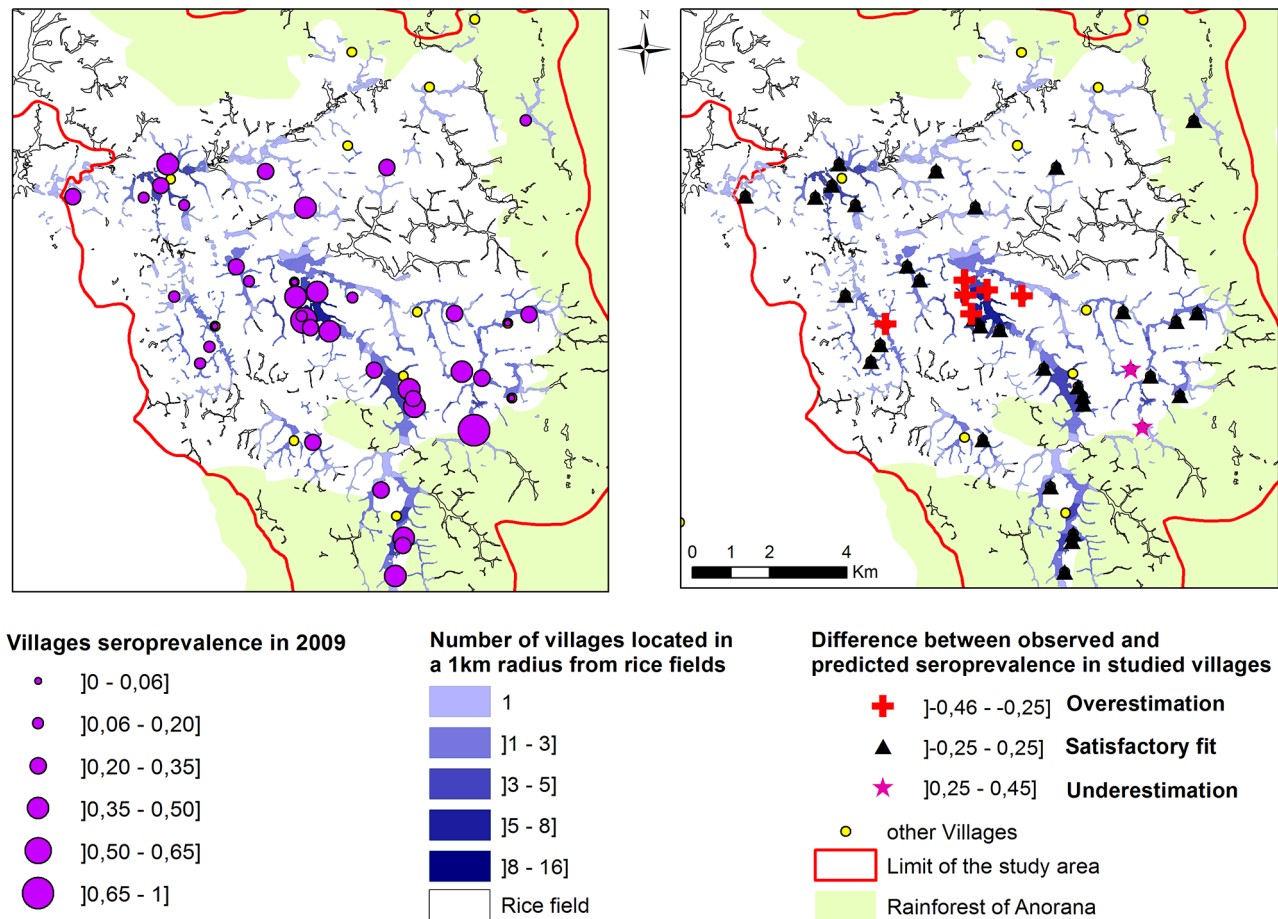 N
0 1 2 4
Km
Villages seroprevalence in 2009
]0 - 0,06]
]0,06 - 0,20]
]0,20 - 0,35]
]0,35 - 0,50]
]0,50 - 0,65]
]0,65 - 1]
Number of villages located in
a 1km radius from rice fields
1
]1 - 3]
]3 - 5]
]5 - 8]
]8 - 16]
Rice field
Difference between observed and
predicted seroprevalence in studied villages
]-0,46 - -0,25] Overestimation
]-0,25 - 0,25] Satisfactory fit
]0,25 - 0,45] Underestimation
other Villages
Limit of the study area
Rainforest of Anorana